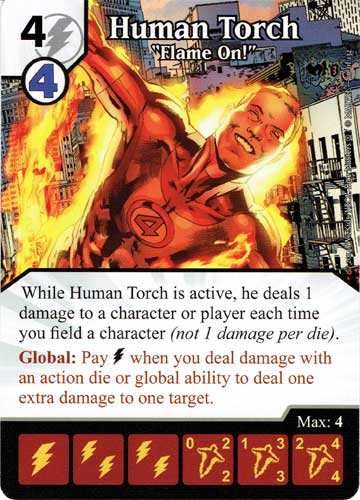 4
4
Human Torch
“Flame On!”
4
While Human Torch is active, he deals 1
damage to a character or player each time
you field a character (not 1 damage per die).
Global: Pay when you deal damage with
an action die or global ability to deal one
extra damage to one target.
Max: 4
0 2 2
1 3 3
2 4 4